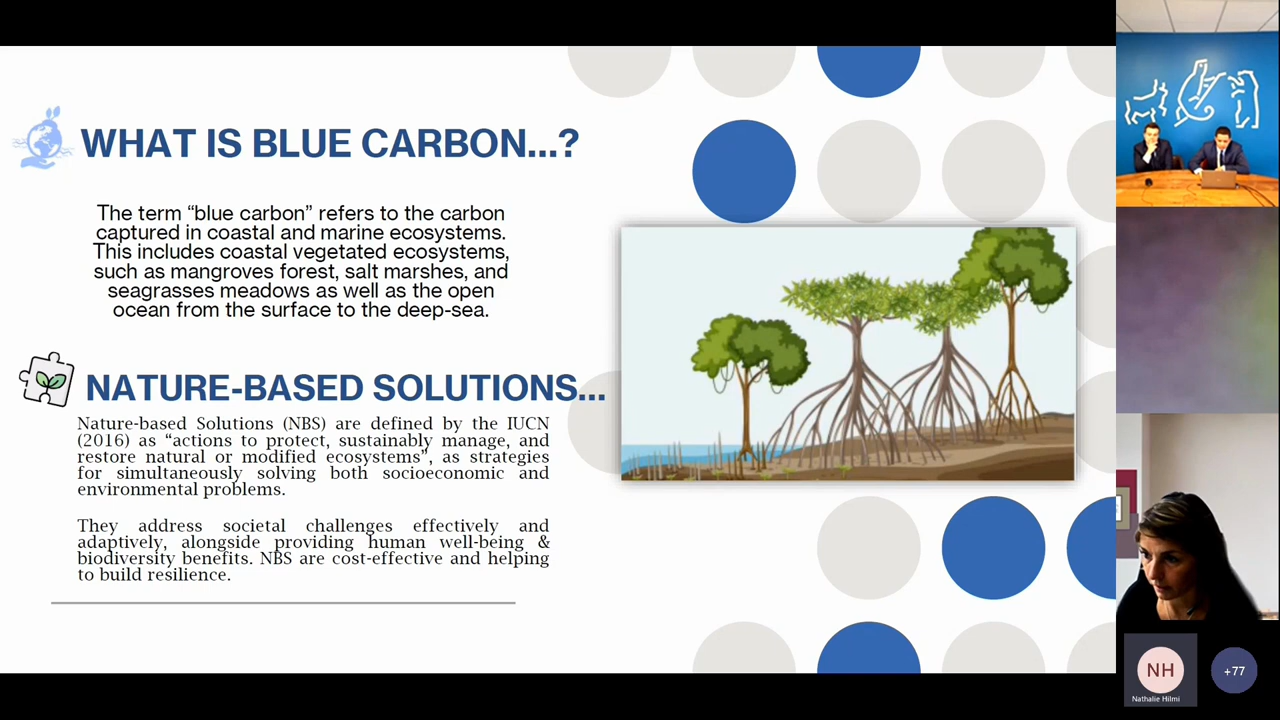 WHAT IS BLUE CARBON...?
The term “blue carbon” refers to the carbon
captured in coastal and marine ecosystems.
This includes coastal vegetated ecosystems,
such as mangroves forest, salt marshes, and
seagrasses meadows as well as the open
ocean from the surface to the deep-sea.
NATURE-BASED SOLUTIONS...
Nature-based Solutions (NBS) are defined by the IUCN
(2016) as “actions to protect, sustainably manage, and
restore natural or modified ecosystems”, as strategies
for simultaneously solving both socioeconomic and
environmental problems.
They address societal challenges effectively and
adaptively, alongside providing human well-being &
biodiversity benefits. NBS are cost-effective and helping
to build resilience.
NH
Nathalie Hilmi
+77